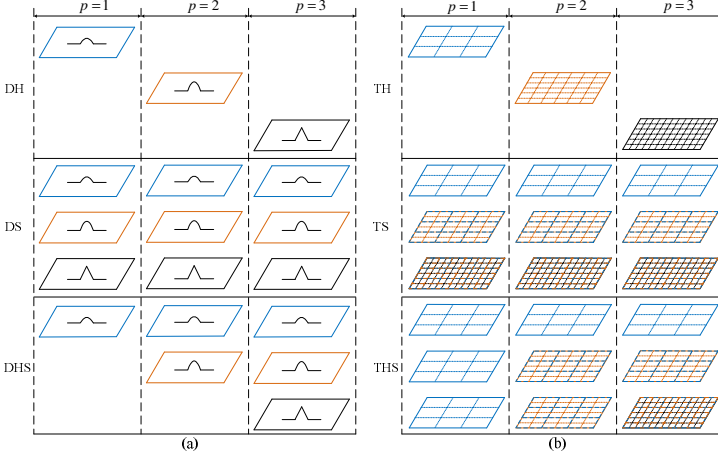 p = 1 p = 2 p = 3 p = 1 p = 2 p = 3
DH TH
DS TS
DHS THS
(a) (b)